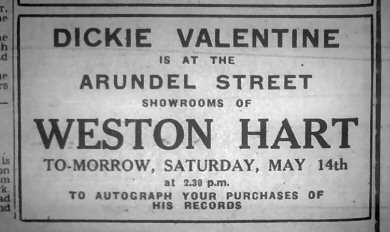 DICKIE VALENTINE
IS AT THE
ARUNDEL STREET
SHOWROOMS OF
WESTON HART
TO-MORROW, SATURDAY, MAY 14th
at 2.30 p.m.
TO AUTOGRAPH YOUR PURCHASES OF
HIS RECORDS